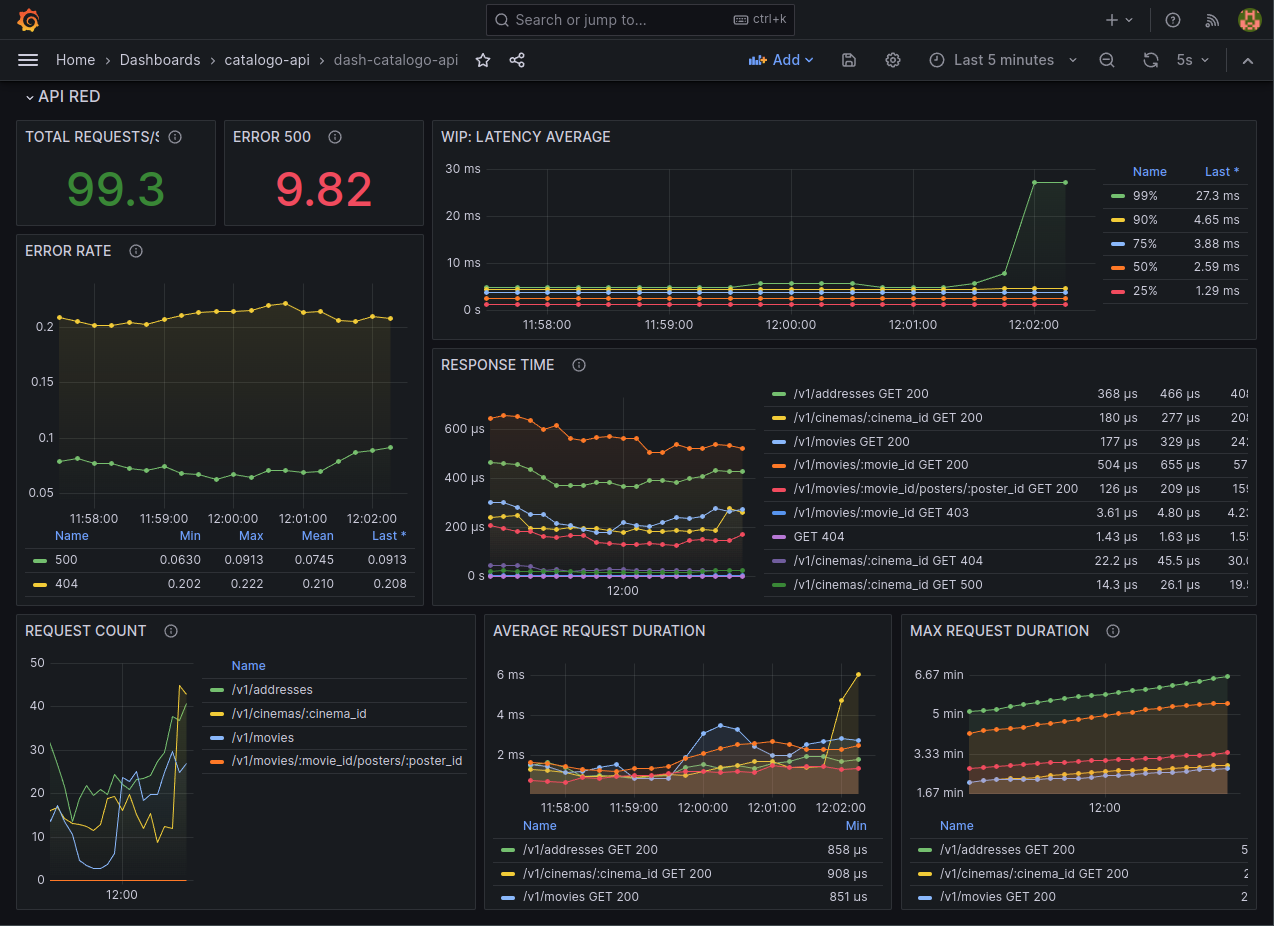 Search or jump to...
ctrl+k
Home › Dashboards › catalogo-api › dash-catalogo-api
Add
Last 5 minutes
5s
API RED
TOTAL REQUESTS/S
99.3
ERROR 500
9.82
WIP: LATENCY AVERAGE
30 ms
20 ms
10 ms
0 s
11:58:00 11:59:00 12:00:00 12:01:00 12:02:00
Name Last *
99% 27.3 ms
90% 4.65 ms
75% 3.88 ms
50% 2.59 ms
25% 1.29 ms
ERROR RATE
0.2
0.15
0.1
0.05
11:58:00 11:59:00 12:00:00 12:01:00 12:02:00
Name Min Max Mean Last *
500 0.0630 0.0913 0.0745 0.0913
404 0.202 0.222 0.210 0.208
RESPONSE TIME
600 µs
400 µs
200 µs
0 s
12:00
/v1/addresses GET 200 368 µs 466 µs 408
/v1/cinemas/:cinema_id GET 200 180 µs 277 µs 208
/v1/movies GET 200 177 µs 329 µs 242
/v1/movies/:movie_id GET 200 504 µs 655 µs 57
/v1/movies/:movie_id/posters/:poster_id GET 200 126 µs 209 µs 159
/v1/movies/:movie_id GET 403 3.61 µs 4.80 µs 4.23
GET 404 1.43 µs 1.63 µs 1.5
/v1/cinemas/:cinema_id GET 404 22.2 µs 45.5 µs 30.0
/v1/cinemas/:cinema_id GET 500 14.3 µs 26.1 µs 19.5
REQUEST COUNT
50
40
30
20
10
0
12:00
Name
/v1/addresses
/v1/cinemas/:cinema_id
/v1/movies
/v1/movies/:movie_id/posters/:poster_id
AVERAGE REQUEST DURATION
6 ms
4 ms
2 ms
11:58:00 11:59:00 12:00:00 12:01:00 12:02:00
Name Min
/v1/addresses GET 200 858 µs
/v1/cinemas/:cinema_id GET 200 908 µs
/v1/movies GET 200 851 µs
MAX REQUEST DURATION
6.67 min
5 min
3.33 min
1.67 min
12:00
Name
/v1/addresses GET 200 5
/v1/cinemas/:cinema_id GET 200 2
/v1/movies GET 200 2